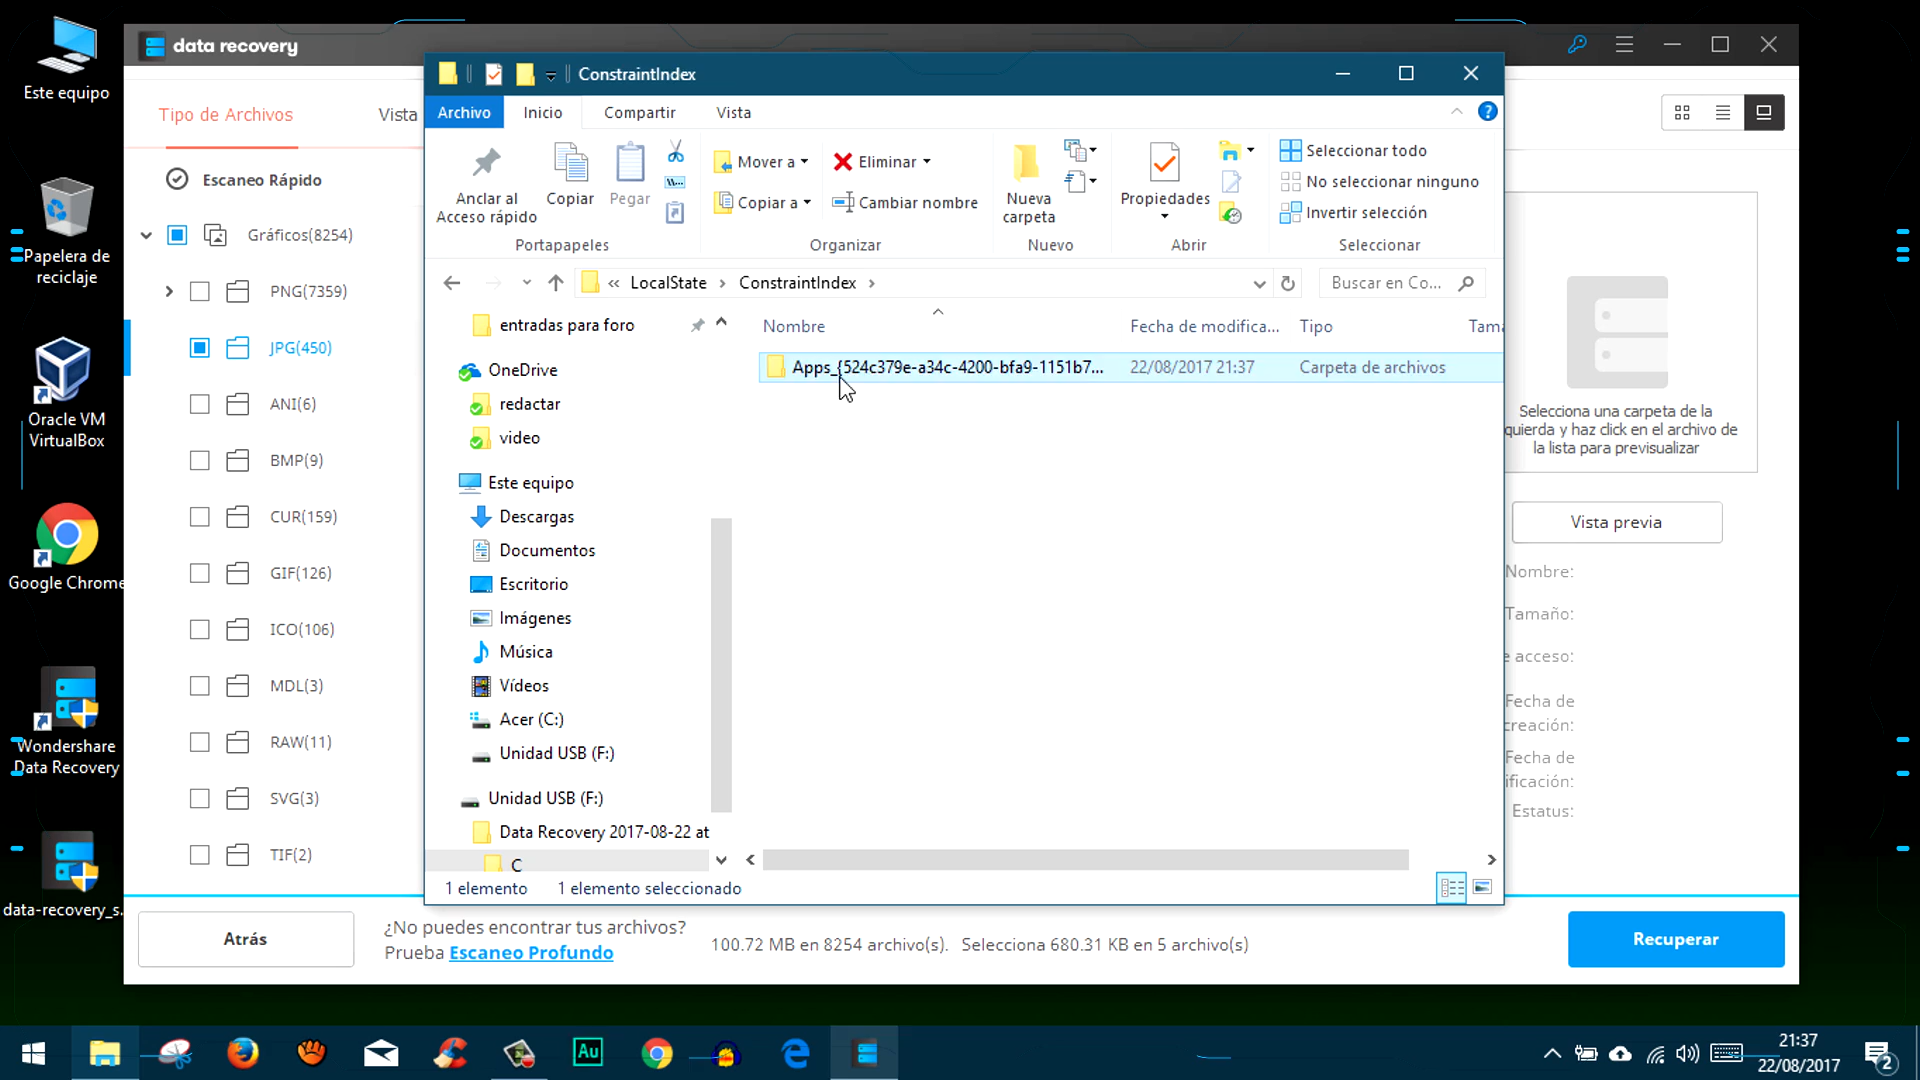 Este equipo
Papelera de
reciclaje
Oracle VM
VirtualBox
Google Chrome
Wondershare
Data Recovery
data-recovery_s...
data recovery
Tipo de Archivos
Vista
Escaneo Rápido
Gráficos(8254)
PNG(7359)
JPG(450)
ANI(6)
BMP(9)
CUR(159)
GIF(126)
ICO(106)
MDL(3)
RAW(11)
SVG(3)
TIF(2)
ConstraintIndex
Archivo
Inicio
Compartir
Vista
Anclar al
Acceso rápido
Copiar
Pegar
Portapapeles
Mover a
Copiar a
Eliminar
Cambiar nombre
Organizar
Nueva
carpeta
Nuevo
Propiedades
Abrir
Seleccionar todo
No seleccionar ninguno
Invertir selección
Seleccionar
« LocalState › ConstraintIndex ›
Buscar en Co...
entradas para foro
OneDrive
redactar
video
Este equipo
Descargas
Documentos
Escritorio
Imágenes
Música
Vídeos
Acer (C:)
Unidad USB (F:)
Unidad USB (F:)
Data Recovery 2017-08-22 at
C
Nombre
Fecha de modifica...
Tipo
Tama
Apps_{524c379e-a34c-4200-bfa9-1151b7...
22/08/2017 21:37
Carpeta de archivos
1 elemento
1 elemento seleccionado
Selecciona una carpeta de la
quierda y haz click en el archivo de
la lista para previsualizar
Vista previa
Nombre:
Tamaño:
e acceso:
Fecha de
creación:
Fecha de
ificación:
Estatus:
Atrás
¿No puedes encontrar tus archivos?
Prueba Escaneo Profundo
100.72 MB en 8254 archivo(s). Selecciona 680.31 KB en 5 archivo(s)
Recuperar
Au
21:37
22/08/2017
2